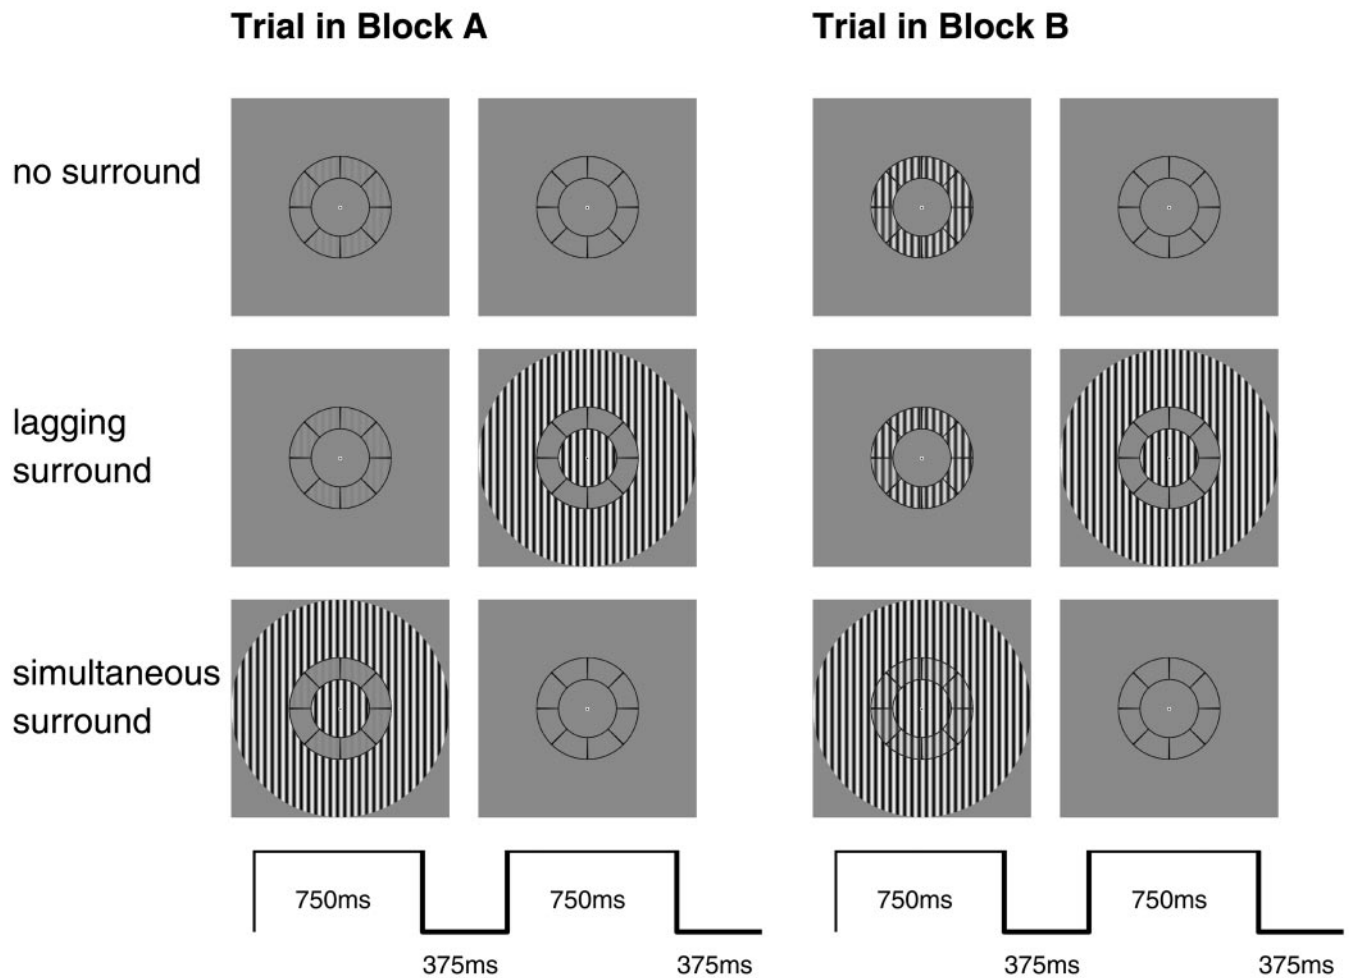 Trial in Block A
Trial in Block B
no surround
lagging
surround
simultaneous
surround
750ms
750ms
750ms
750ms
375ms
375ms
375ms
375ms